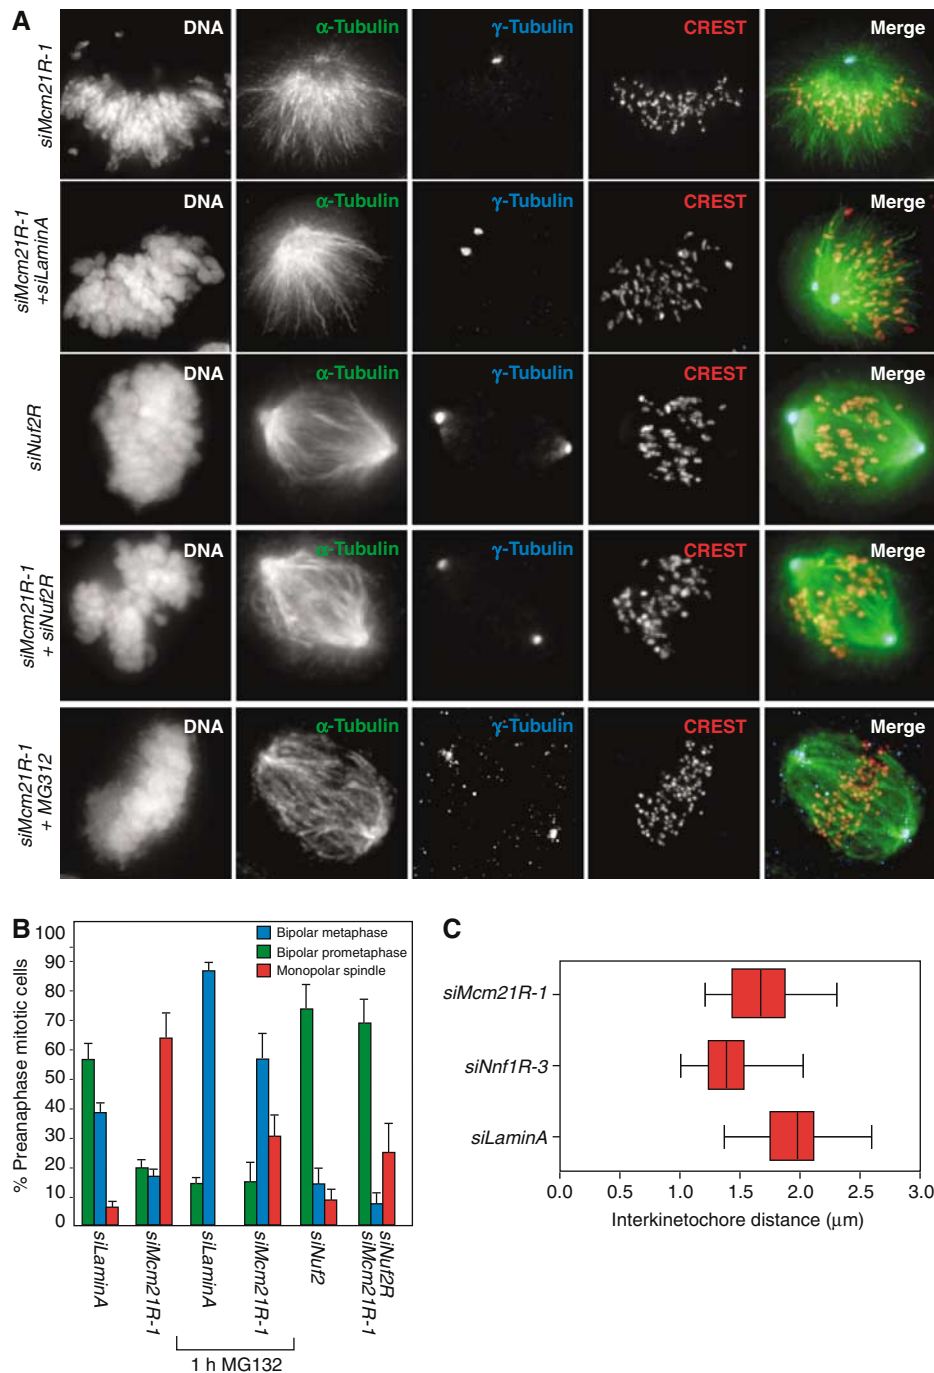 A
DNA
α-Tubulin
γ-Tubulin
CREST
Merge
siMcm21R-1
DNA
α-Tubulin
γ-Tubulin
CREST
Merge
siMcm21R-1
+siLaminA
DNA
α-Tubulin
γ-Tubulin
CREST
Merge
siNuf2R
DNA
α-Tubulin
γ-Tubulin
CREST
Merge
siMcm21R-1
+ siNuf2R
DNA
α-Tubulin
γ-Tubulin
CREST
Merge
siMcm21R-1
+ MG312
B
% Preanaphase mitotic cells
100
90
80
70
60
50
40
30
20
10
0
Bipolar metaphase
Bipolar prometaphase
Monopolar spindle
siLaminA
siMcm21R-1
siLaminA
siMcm21R-1
siNuf2
siNuf2R
siMcm21R-1
1 h MG132
C
siMcm21R-1
siNnf1R-3
siLaminA
0.0 0.5 1.0 1.5 2.0 2.5 3.0
Interkinetochore distance (μm)